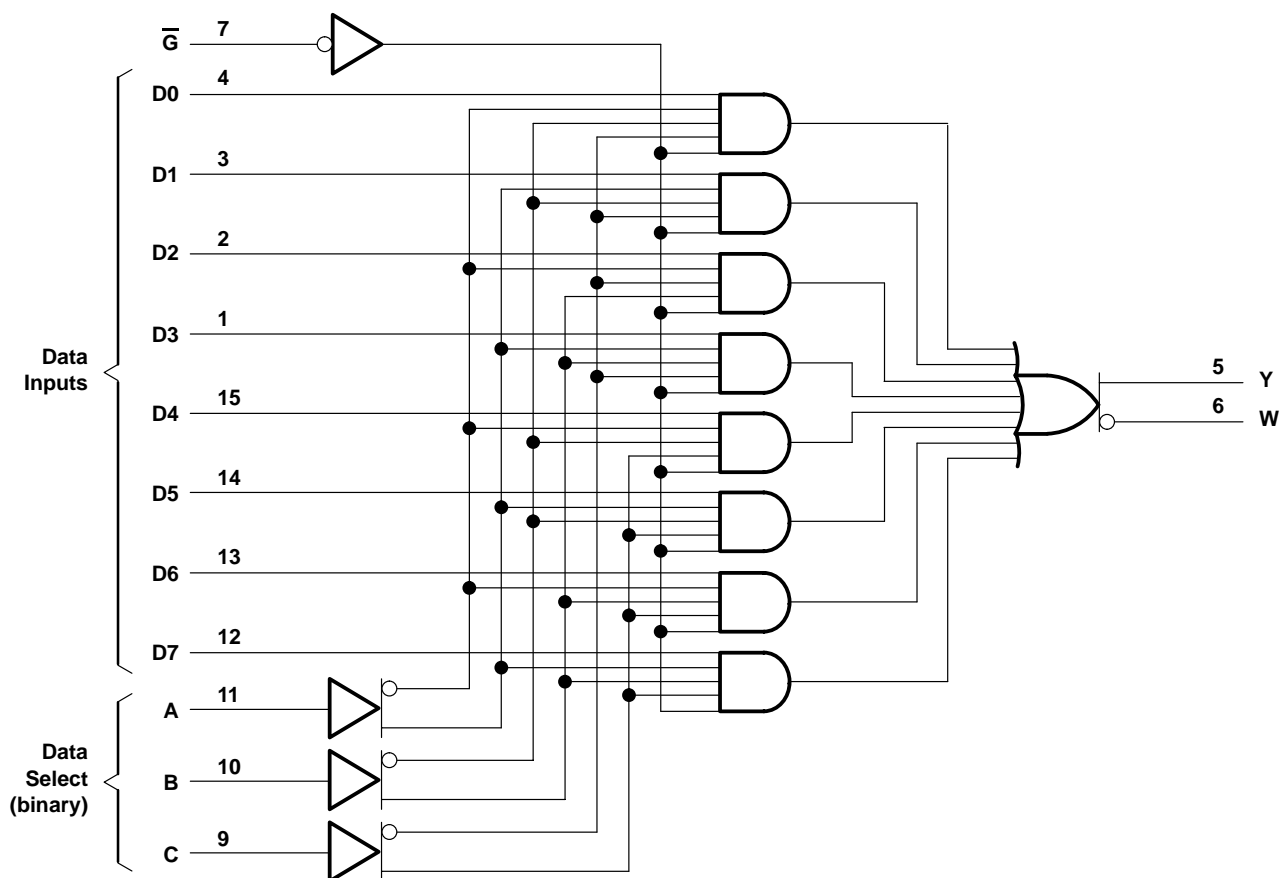 G̅ 7
D0 4
D1 3
D2 2
D3 1
Data
Inputs
D4 15
D5 14
D6 13
D7 12
A 11
Data
Select
(binary)
B 10
C 9
5 Y
6 W